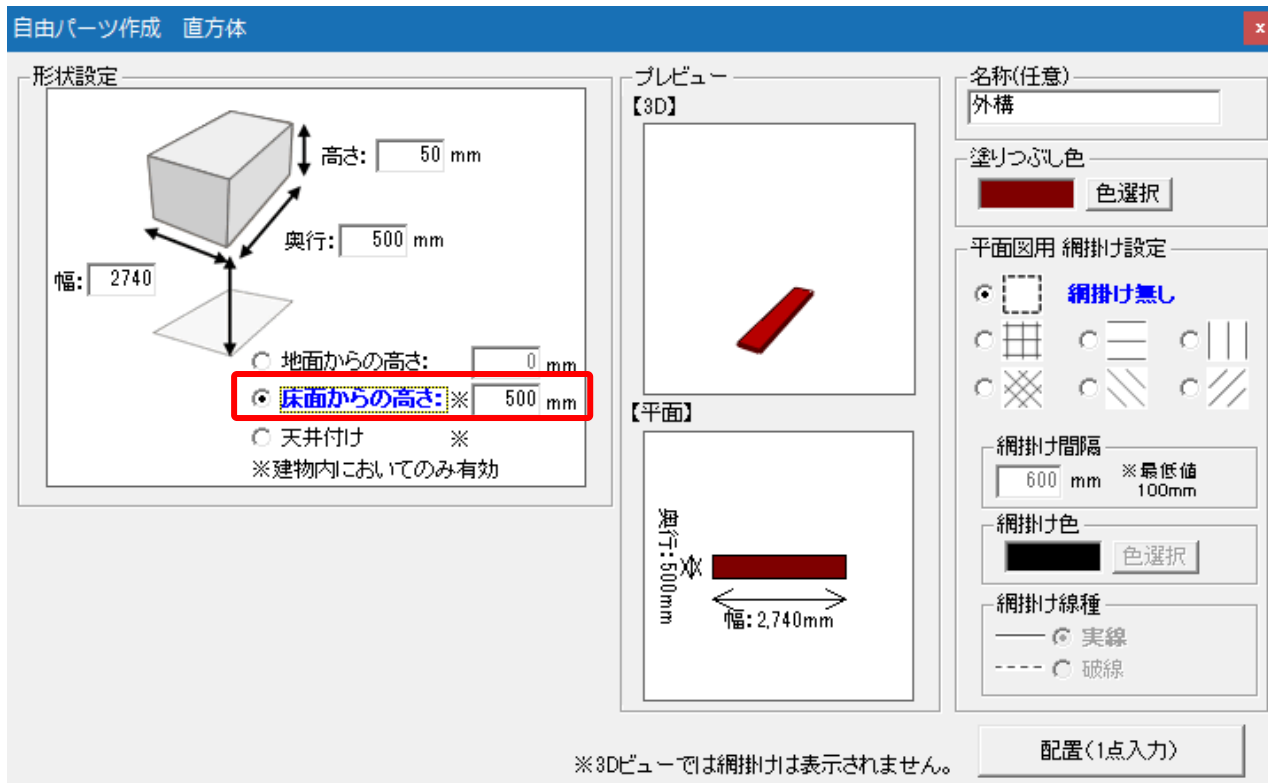 自由パーツ作成 直方体
x
形状設定
高さ: 50 mm
奥行: 500 mm
幅: 2740
地面からの高さ: 0 mm
床面からの高さ:※ 500 mm
天井付け ※
※建物内においてのみ有効
プレビュー
【3D】
【平面】
奥行:500mm
幅:2,740mm
名称(任意)
外構
塗りつぶし色
色選択
平面図用 網掛け設定
網掛け無し
網掛け間隔
600 mm ※最低値
100mm
網掛け色
色選択
網掛け線種
実線
破線
※3Dビューでは網掛けは表示されません。
配置(1点入力)